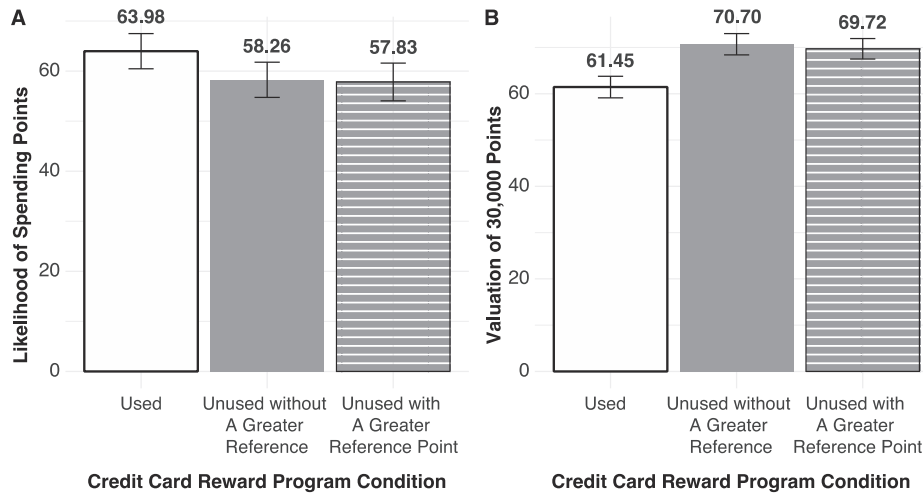 A
Likelihood of Spending Points
60
40
20
0
63.98
58.26
57.83
Used
Unused without
A Greater
Reference
Unused with
A Greater
Reference Point
Credit Card Reward Program Condition
B
Valuation of 30,000 Points
60
40
20
0
61.45
70.70
69.72
Used
Unused without
A Greater
Reference
Unused with
A Greater
Reference Point
Credit Card Reward Program Condition